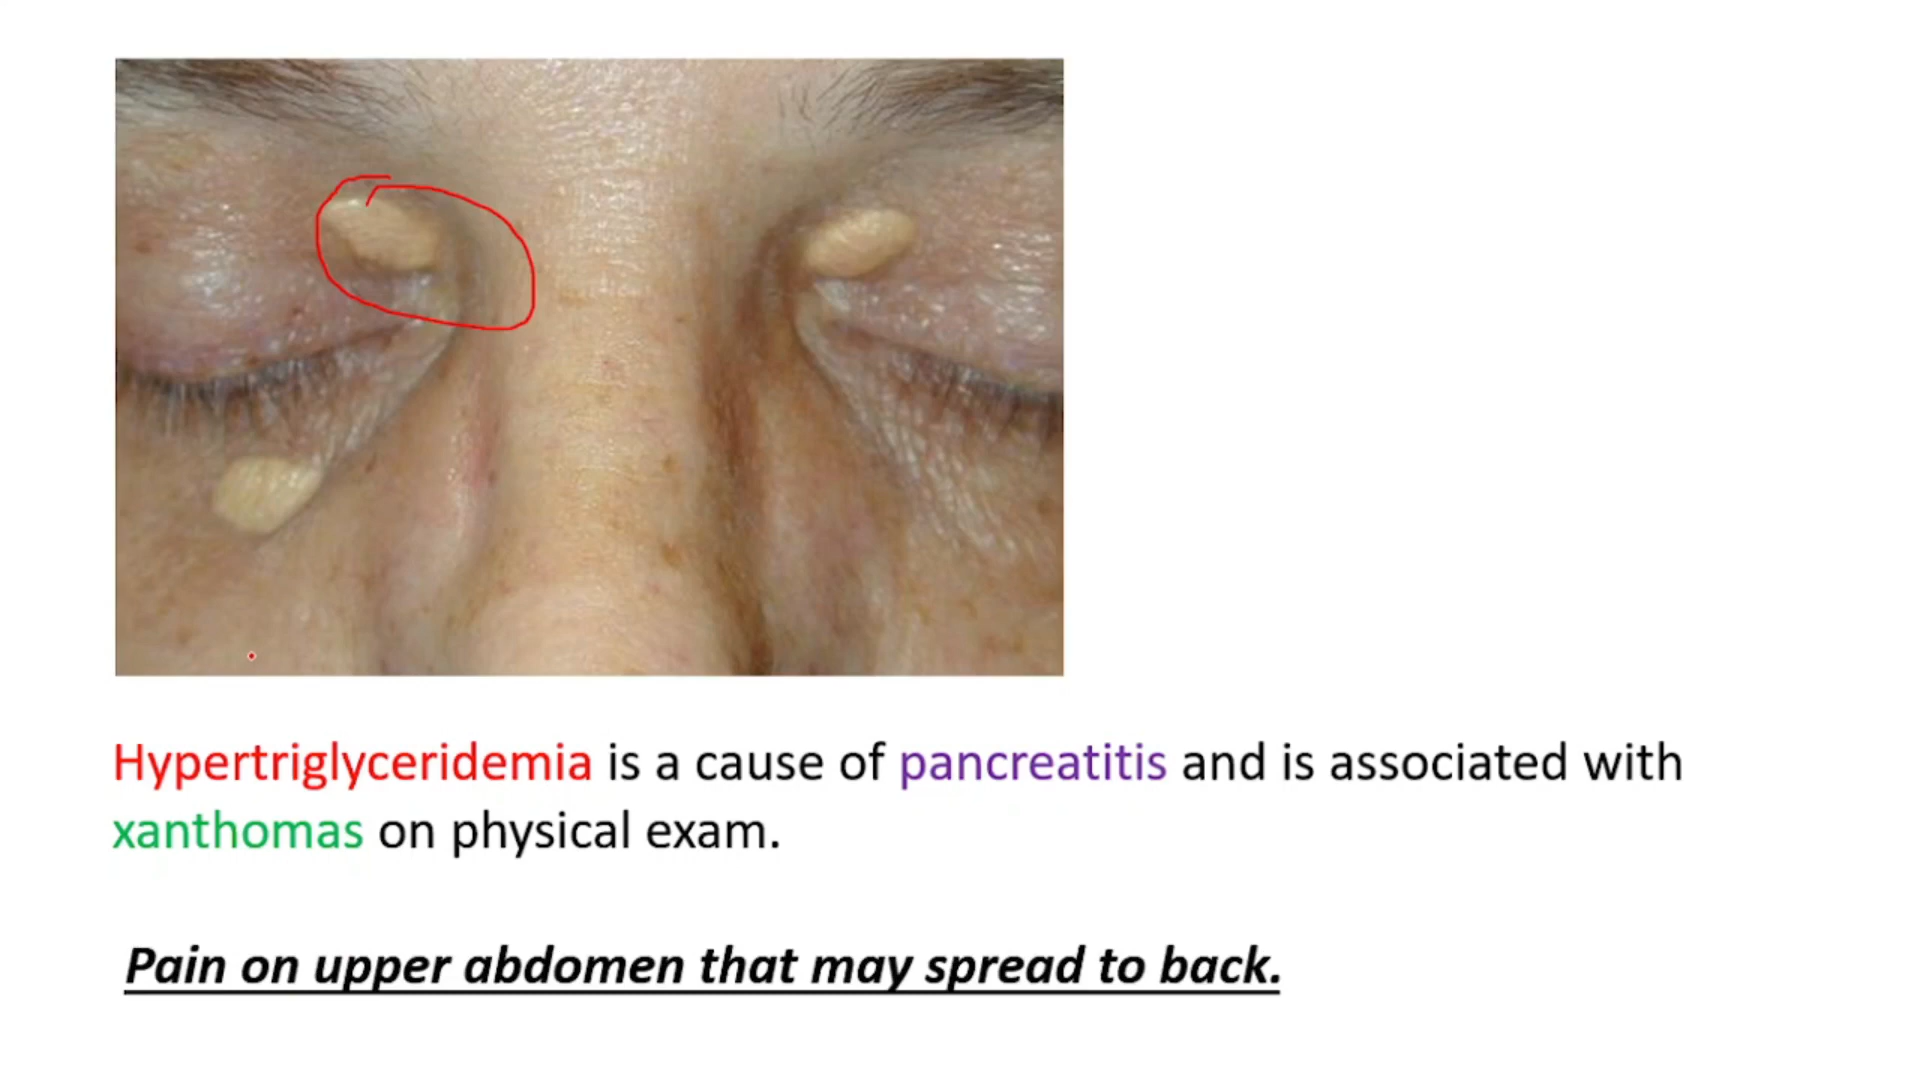 Hypertriglyceridemia is a cause of pancreatitis and is associated with
xanthomas on physical exam.
Pain on upper abdomen that may spread to back.